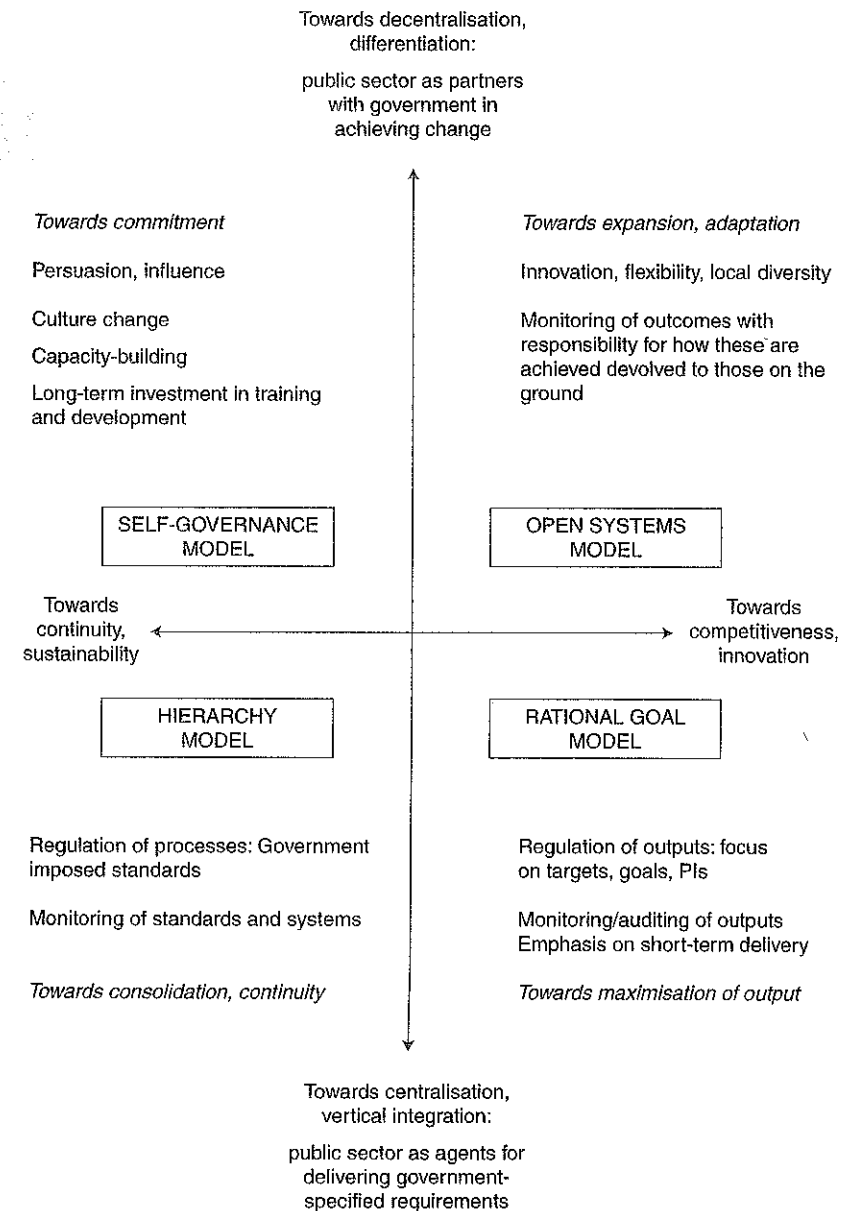 Towards decentralisation,
differentiation:
public sector as partners
with government in
achieving change
Towards commitment
Persuasion, influence
Culture change
Capacity-building
Long-term investment in training
and development
Towards expansion, adaptation
Innovation, flexibility, local diversity
Monitoring of outcomes with
responsibility for how these are
achieved devolved to those on the
ground
SELF-GOVERNANCE
MODEL
OPEN SYSTEMS
MODEL
Towards
continuity,
sustainability
Towards
competitiveness,
innovation
HIERARCHY
MODEL
RATIONAL GOAL
MODEL
Regulation of processes: Government
imposed standards
Monitoring of standards and systems
Towards consolidation, continuity
Regulation of outputs: focus
on targets, goals, PIs
Monitoring/auditing of outputs
Emphasis on short-term delivery
Towards maximisation of output
Towards centralisation,
vertical integration:
public sector as agents for
delivering government-
specified requirements